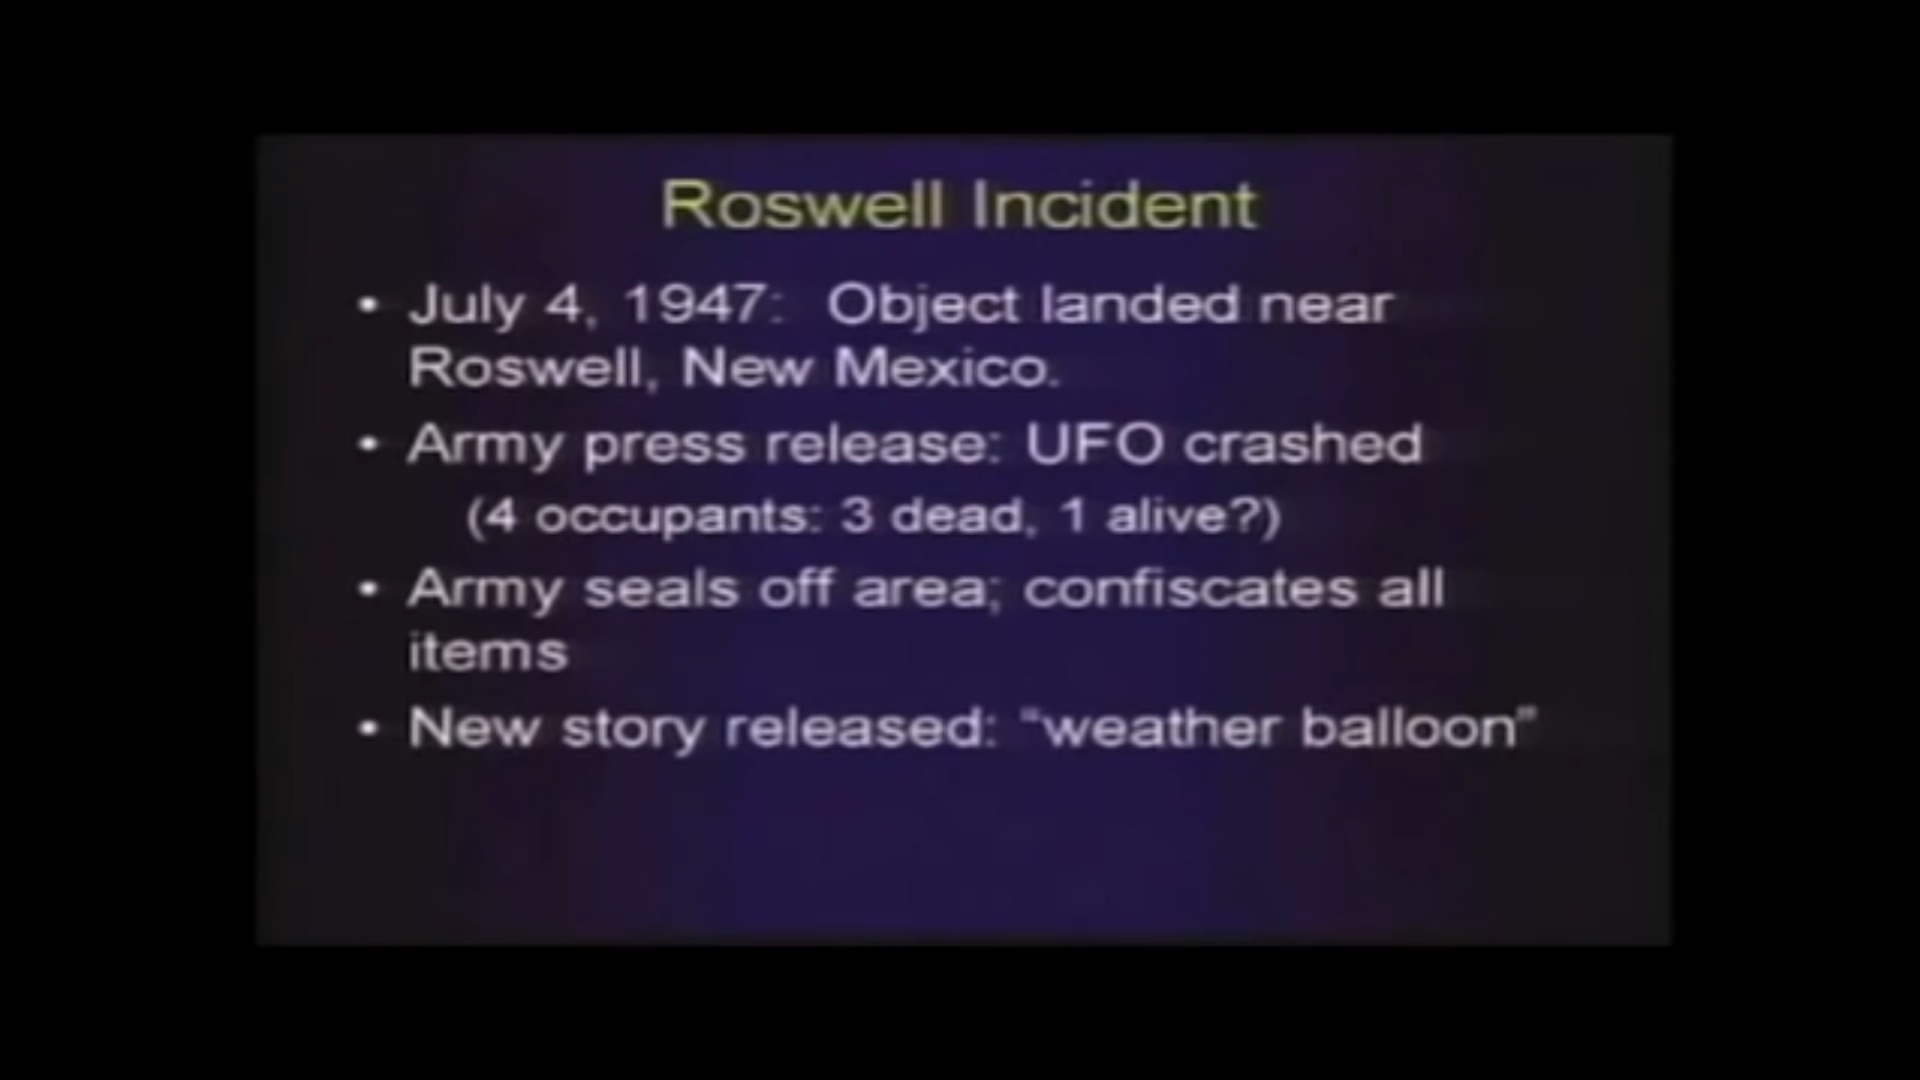 Roswell Incident
• July 4, 1947: Object landed near
Roswell, New Mexico.
• Army press release: UFO crashed
(4 occupants: 3 dead, 1 alive?)
• Army seals off area; confiscates all
items
• New story released: "weather balloon"